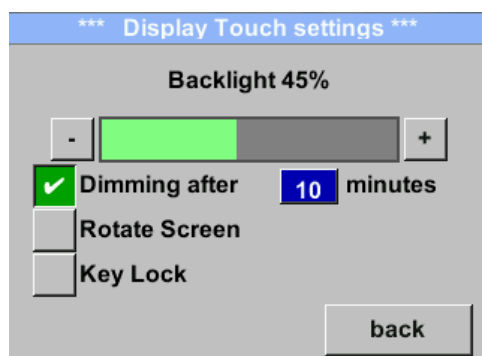 *** Display Touch settings ***
Backlight 45%
- +
Dimming after 10 minutes
Rotate Screen
Key Lock
back